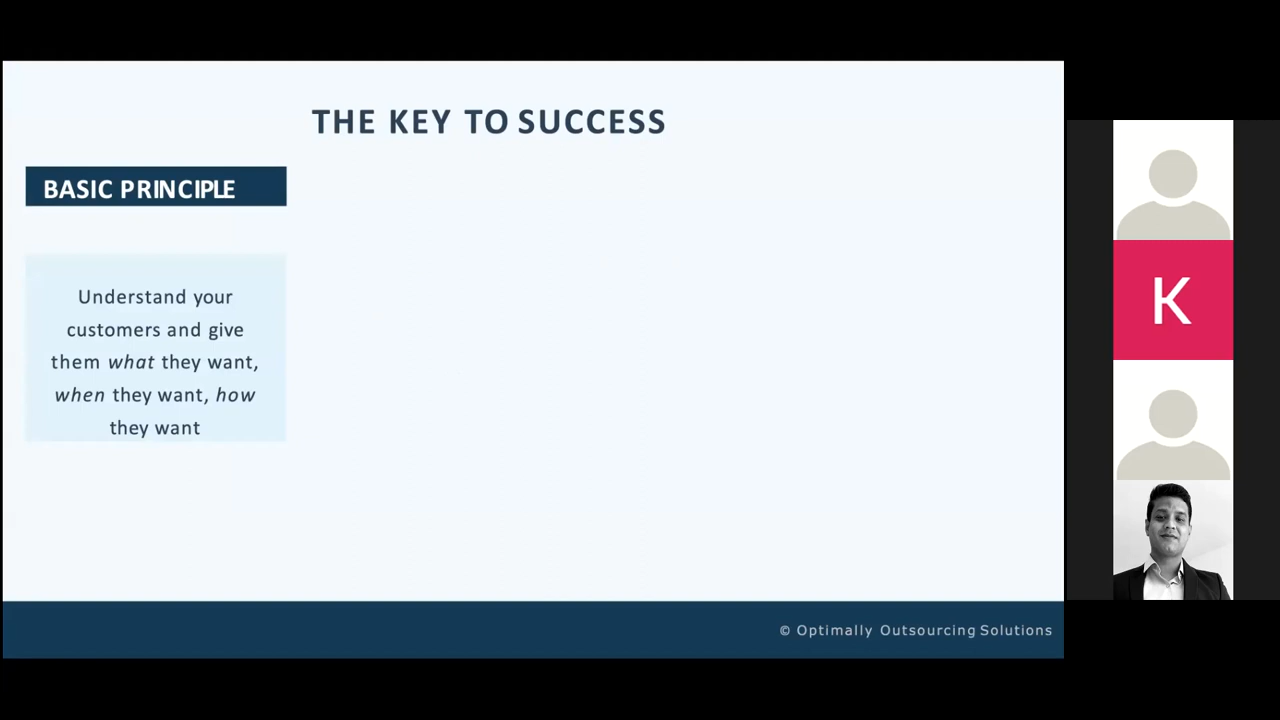 THE KEY TO SUCCESS
BASIC PRINCIPLE
Understand your
customers and give
them what they want,
when they want, how
they want
© Optimally Outsourcing Solutions
K